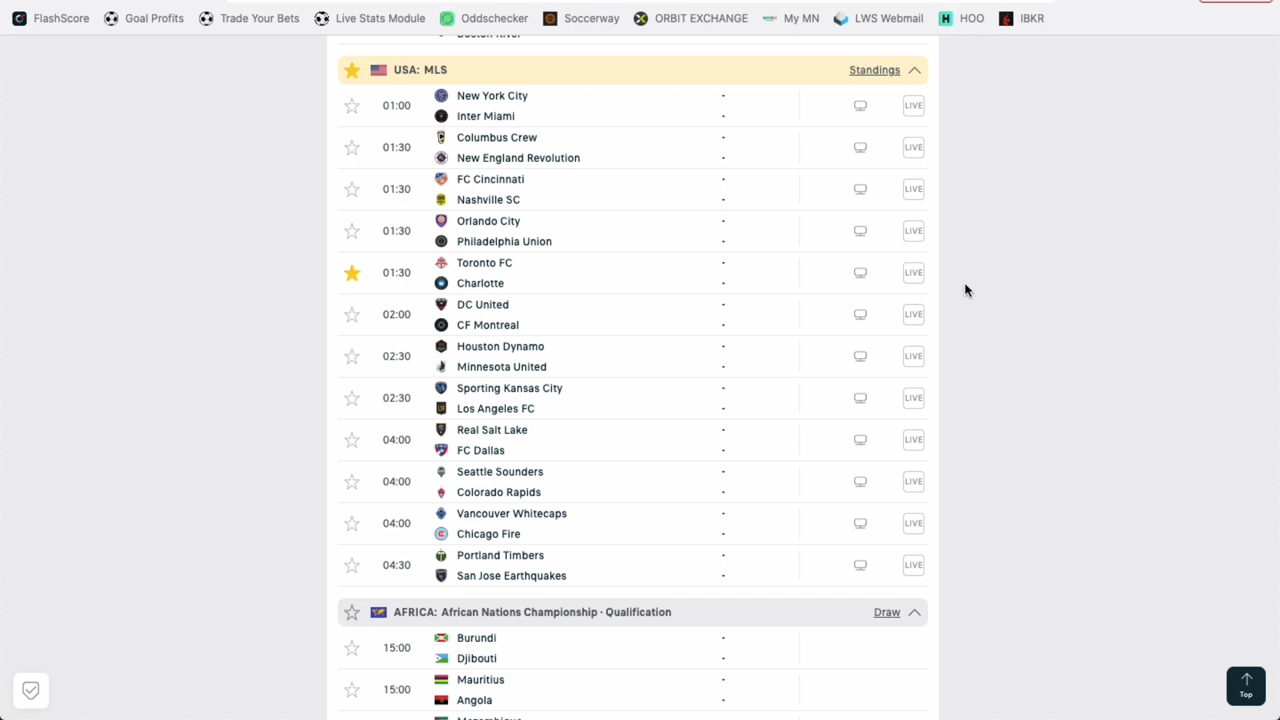 FlashScore Goal Profits Trade Your Bets Live Stats Module Oddschecker Soccerway ORBIT EXCHANGE My MN LWS Webmail HOO IBKR
Boston River
USA: MLS Standings
01:00 New York City - LIVE
Inter Miami -
01:30 Columbus Crew - LIVE
New England Revolution -
01:30 FC Cincinnati - LIVE
Nashville SC -
01:30 Orlando City - LIVE
Philadelphia Union -
01:30 Toronto FC - LIVE
Charlotte -
02:00 DC United - LIVE
CF Montreal -
02:30 Houston Dynamo - LIVE
Minnesota United -
02:30 Sporting Kansas City - LIVE
Los Angeles FC -
04:00 Real Salt Lake - LIVE
FC Dallas -
04:00 Seattle Sounders - LIVE
Colorado Rapids -
04:00 Vancouver Whitecaps - LIVE
Chicago Fire -
04:30 Portland Timbers - LIVE
San Jose Earthquakes -
AFRICA: African Nations Championship - Qualification Draw
15:00 Burundi -
Djibouti -
15:00 Mauritius -
Angola -
Mozambique
Top